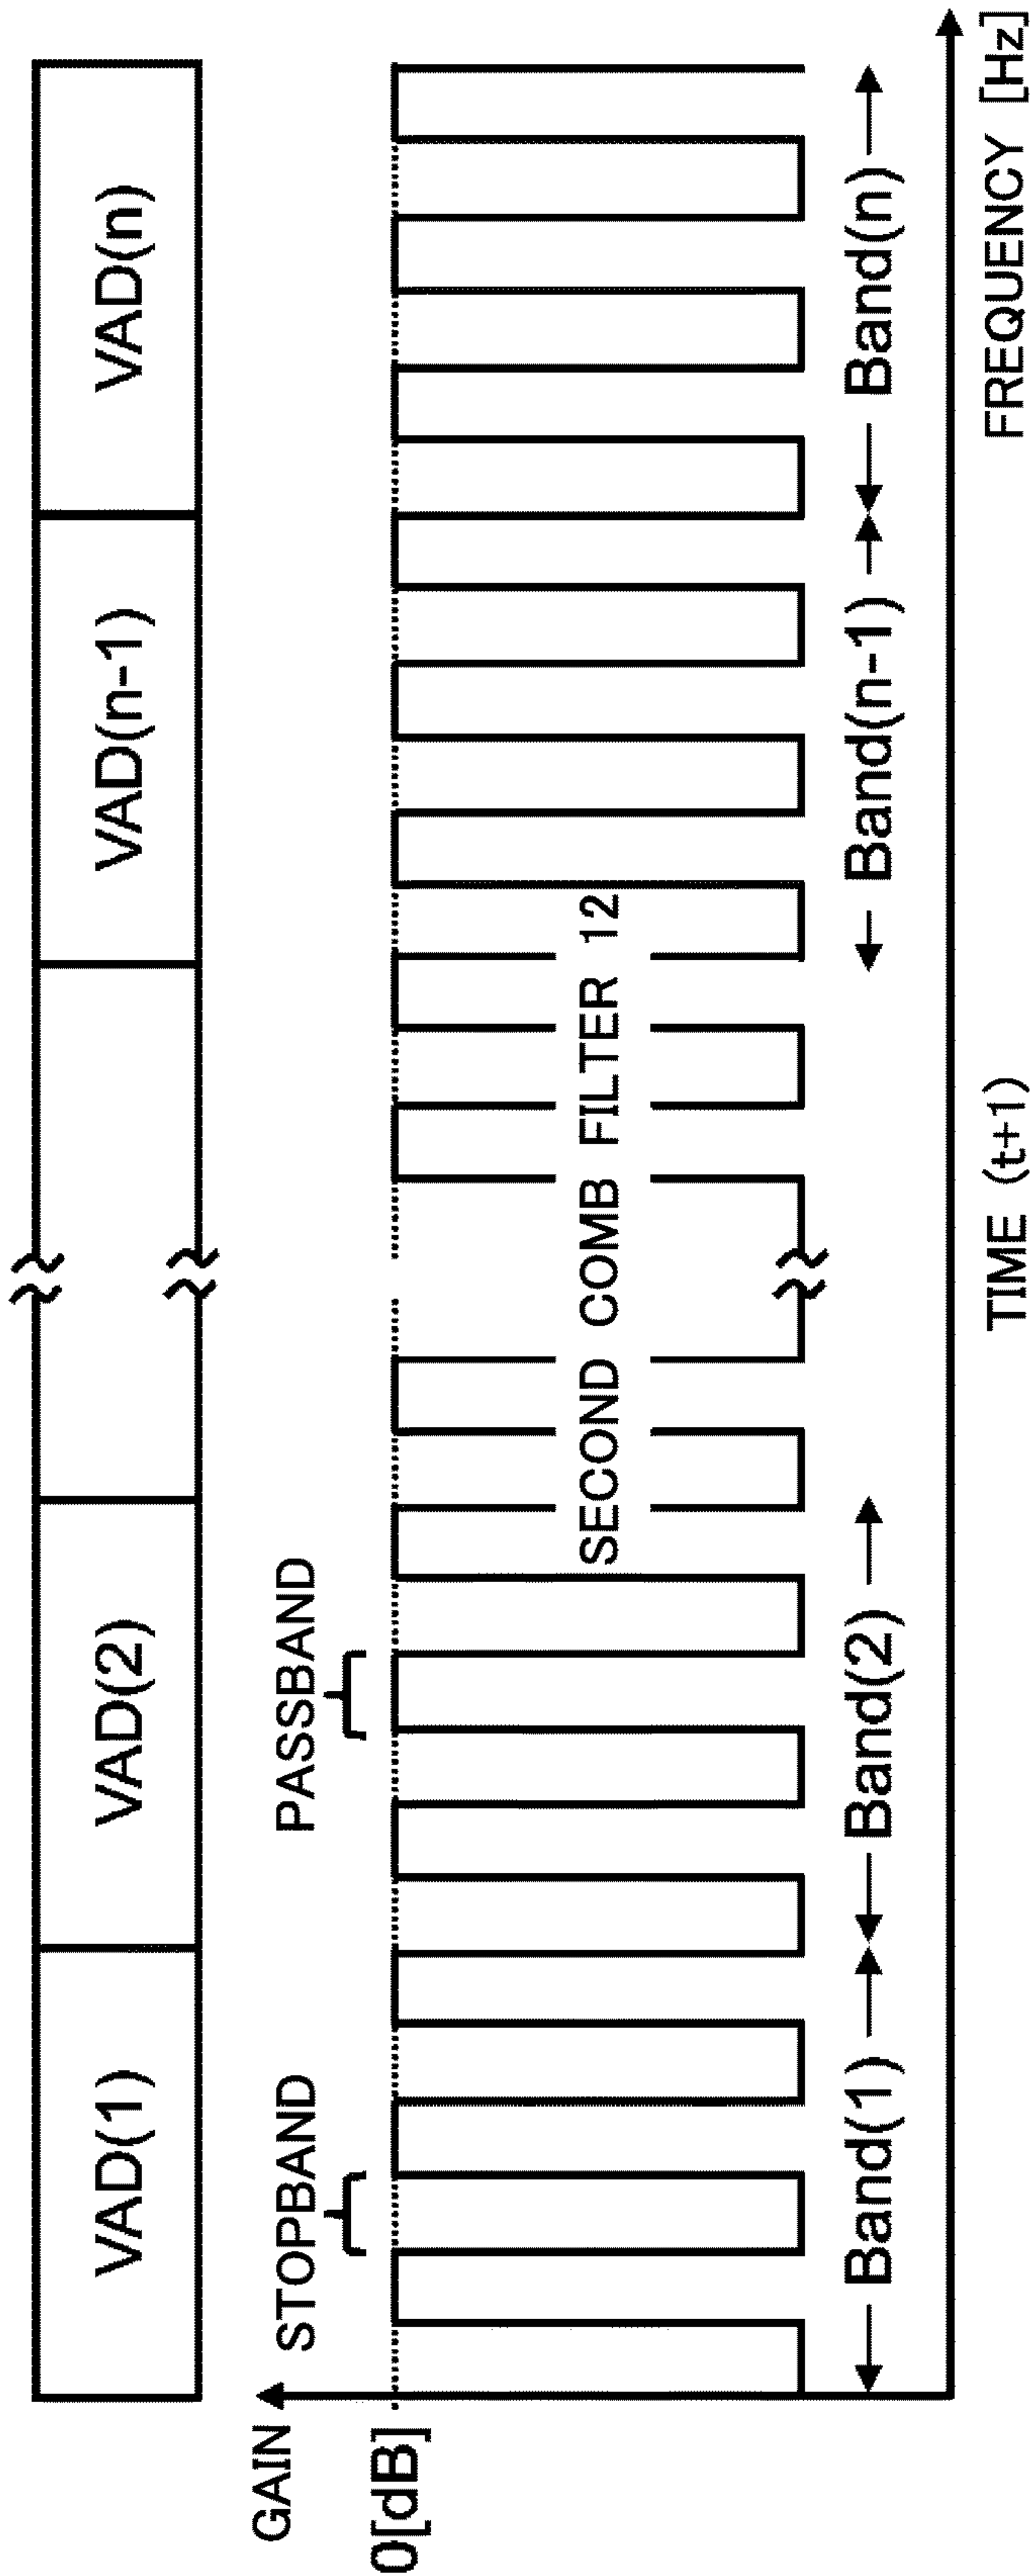 VAD(1)
VAD(2)
VAD(n-1)
VAD(n)
GAIN
STOPBAND
PASSBAND
0[dB]
SECOND COMB FILTER 12
Band(1)
Band(2)
Band(n-1)
Band(n)
TIME (t+1)
FREQUENCY [Hz]